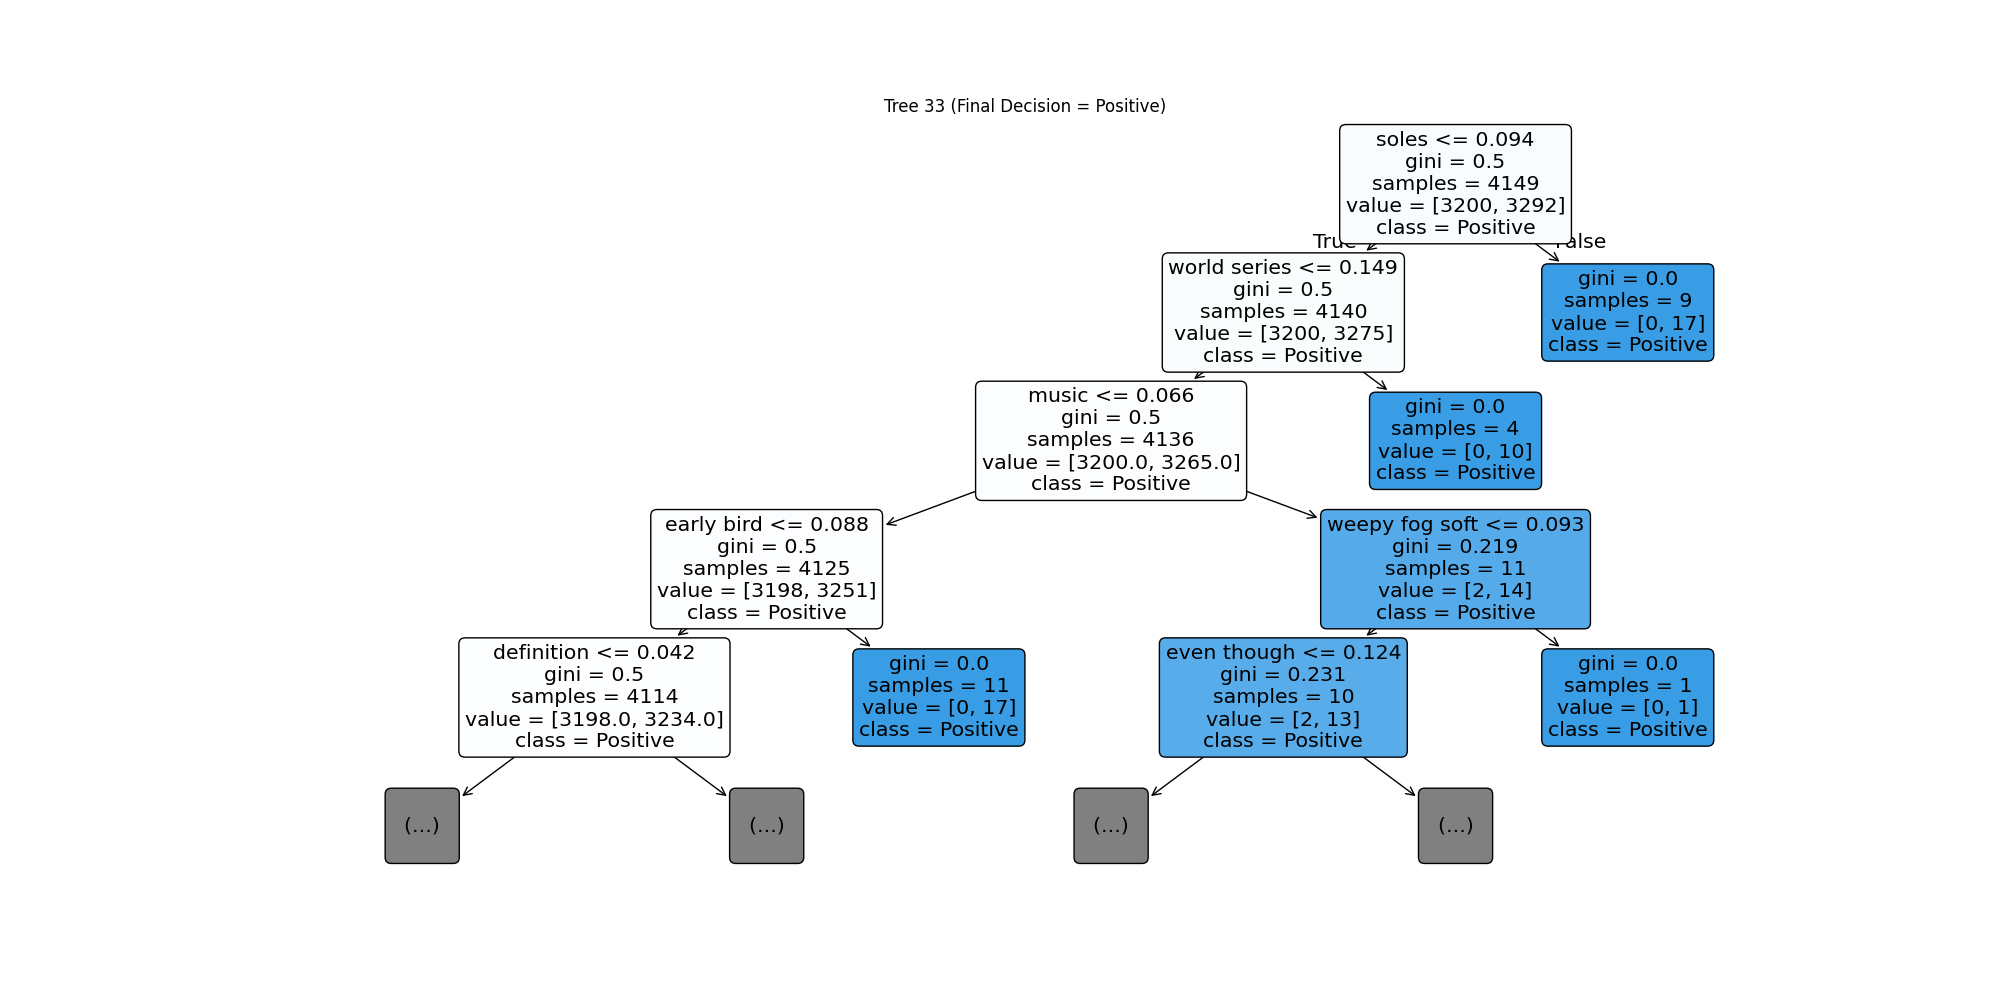 Tree 33 (Final Decision = Positive)
soles <= 0.094
gini = 0.5
samples = 4149
value = [3200, 3292]
class = Positive
True
False
world series <= 0.149
gini = 0.5
samples = 4140
value = [3200, 3275]
class = Positive
gini = 0.0
samples = 9
value = [0, 17]
class = Positive
music <= 0.066
gini = 0.5
samples = 4136
value = [3200.0, 3265.0]
class = Positive
gini = 0.0
samples = 4
value = [0, 10]
class = Positive
early bird <= 0.088
gini = 0.5
samples = 4125
value = [3198, 3251]
class = Positive
weepy fog soft <= 0.093
gini = 0.219
samples = 11
value = [2, 14]
class = Positive
definition <= 0.042
gini = 0.5
samples = 4114
value = [3198.0, 3234.0]
class = Positive
gini = 0.0
samples = 11
value = [0, 17]
class = Positive
even though <= 0.124
gini = 0.231
samples = 10
value = [2, 13]
class = Positive
gini = 0.0
samples = 1
value = [0, 1]
class = Positive
(...)
(...)
(...)
(...)